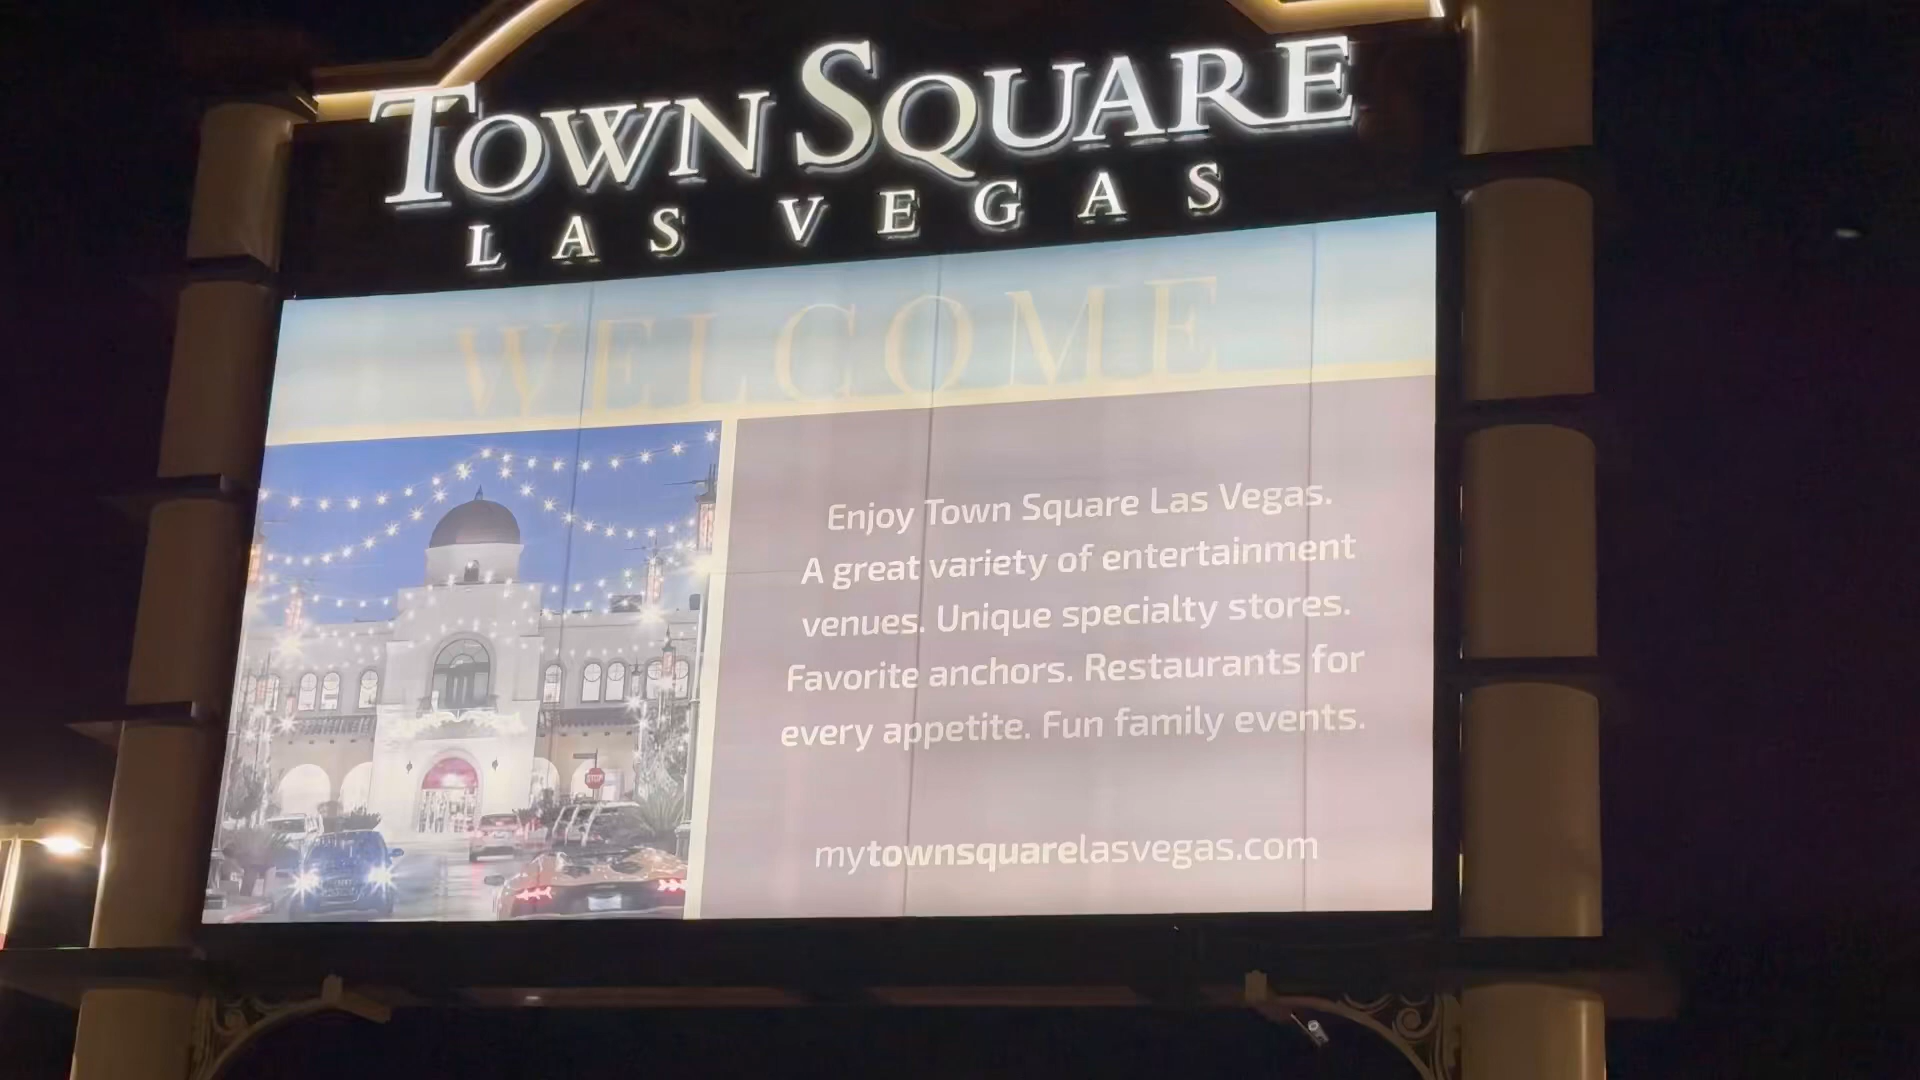 TOWN SQUARE
LAS VEGAS
WELCOME
Enjoy Town Square Las Vegas.
A great variety of entertainment
venues. Unique specialty stores.
Favorite anchors. Restaurants for
every appetite. Fun family events.
mytownsquarelasvegas.com
STOP